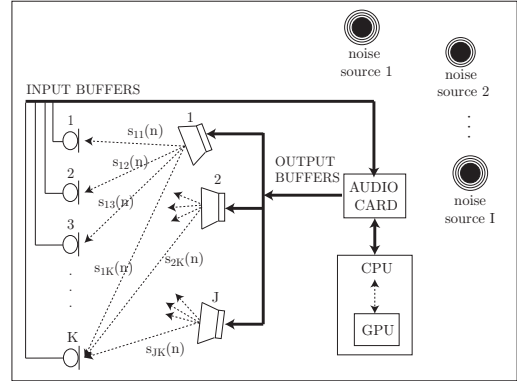 noise
source 1
noise
source 2
.
.
.
noise
source I
INPUT BUFFERS
1
2
3
.
.
.
K
s11(n)
s12(n)
s13(n)
s1K(n)
s2K(n)
sJK(n)
1
2
J
OUTPUT
BUFFERS
AUDIO
CARD
CPU
GPU